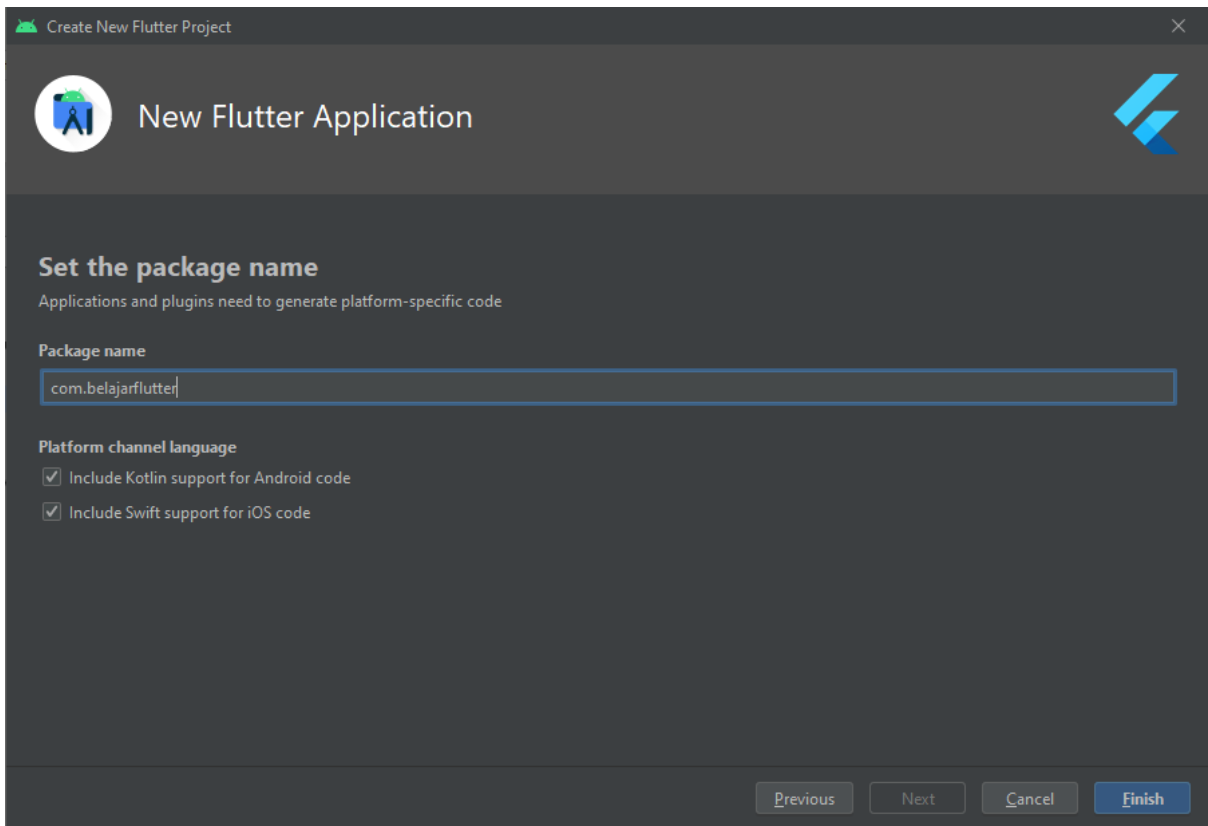 Create New Flutter Project
New Flutter Application
Set the package name
Applications and plugins need to generate platform-specific code
Package name
com.belajarflutter
Platform channel language
Include Kotlin support for Android code
Include Swift support for iOS code
Previous
Next
Cancel
Finish